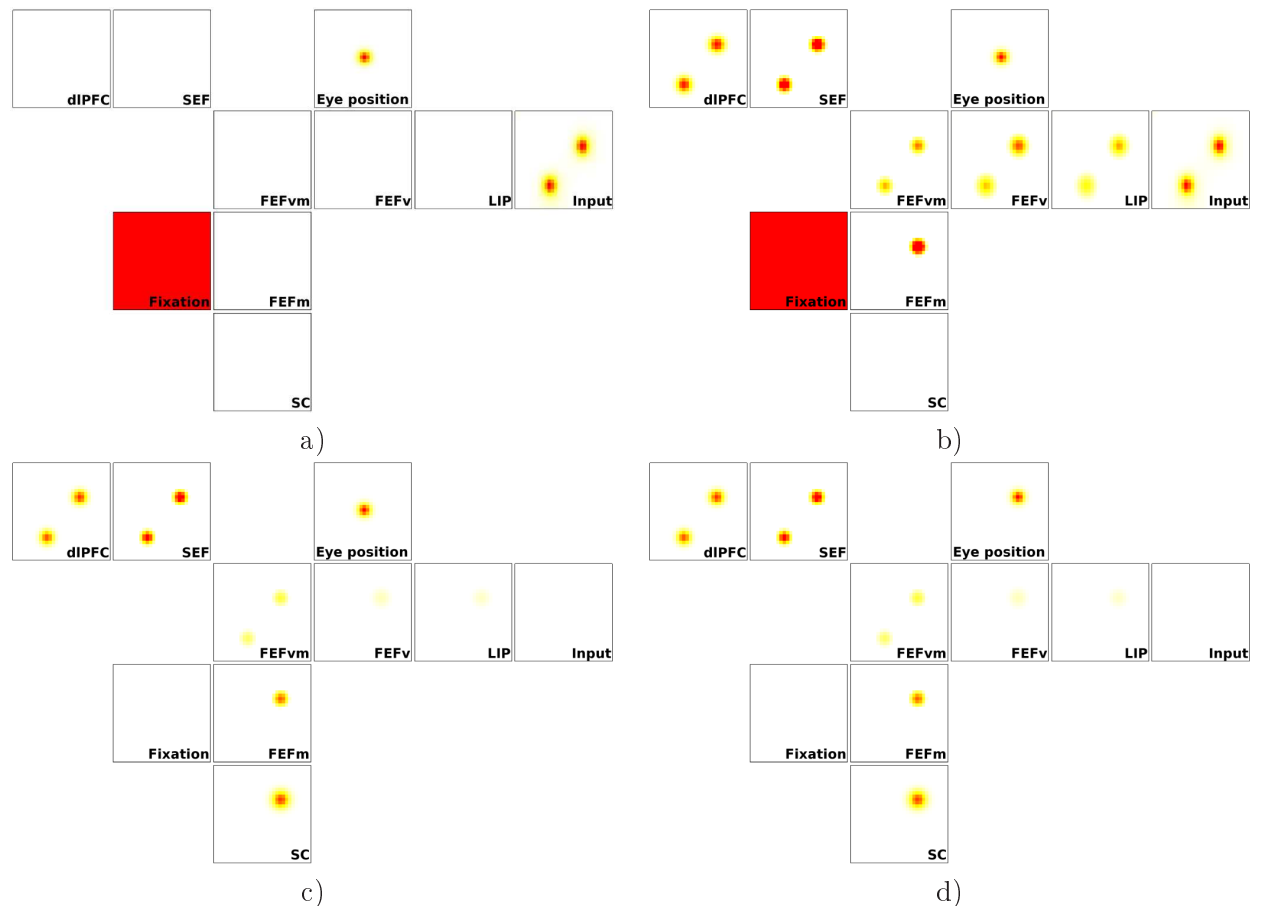 dlPFC
SEF
Eye position
FEFvm
FEFv
LIP
Input
Fixation
FEFm
SC
a)
dlPFC
SEF
Eye position
FEFvm
FEFv
LIP
Input
Fixation
FEFm
SC
b)
dlPFC
SEF
Eye position
FEFvm
FEFv
LIP
Input
Fixation
FEFm
SC
c)
dlPFC
SEF
Eye position
FEFvm
FEFv
LIP
Input
Fixation
FEFm
SC
d)